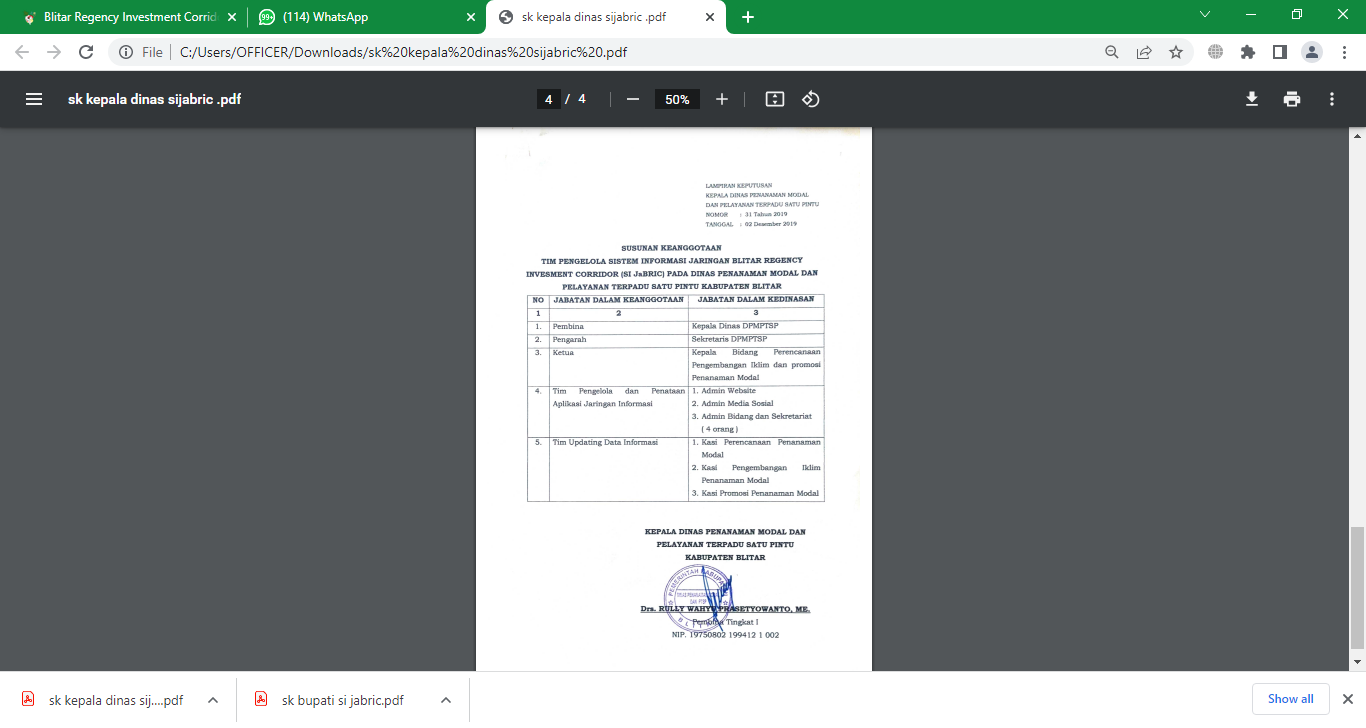 Blitar Regency Investment Corrid
99+
(114) WhatsApp
sk kepala dinas sijabric .pdf
File
C:/Users/OFFICER/Downloads/sk%20kepala%20dinas%20sijabric%20.pdf
sk kepala dinas sijabric .pdf
4 / 4
50%
LAMPIRAN KEPUTUSAN
KEPALA DINAS PENANAMAN MODAL
DAN PELAYANAN TERPADU SATU PINTU
NOMOR : 31 Tahun 2019
TANGGAL : 02 Desember 2019
SUSUNAN KEANGGOTAAN
TIM PENGELOLA SISTEM INFORMASI JARINGAN BLITAR REGENCY
INVESMENT CORRIDOR (SI JaBRIC) PADA DINAS PENANAMAN MODAL DAN
PELAYANAN TERPADU SATU PINTU KABUPATEN BLITAR
NO JABATAN DALAM KEANGGOTAAN JABATAN DALAM KEDINASAN
1 2 3
1. Pembina Kepala Dinas DPMPTSP
2. Pengarah Sekretaris DPMPTSP
3. Ketua Kepala Bidang Perencanaan
Pengembangan Iklim dan promosi
Penanaman Modal
4. Tim Pengelola dan Penataan 1. Admin Website
Aplikasi Jaringan Informasi 2. Admin Media Sosial
3. Admin Bidang dan Sekretariat
( 4 orang )
5. Tim Updating Data Informasi 1. Kasi Perencanaan Penanaman
Modal
2. Kasi Pengembangan Iklim
Penanaman Modal
3. Kasi Promosi Penanaman Modal
KEPALA DINAS PENANAMAN MODAL DAN
PELAYANAN TERPADU SATU PINTU
KABUPATEN BLITAR
Drs. RULLY WAHYU PRASETYOWANTO, ME.
Pembina Tingkat I
NIP. 19750802 199412 1 002
sk kepala dinas sij....pdf
sk bupati si jabric.pdf
Show all